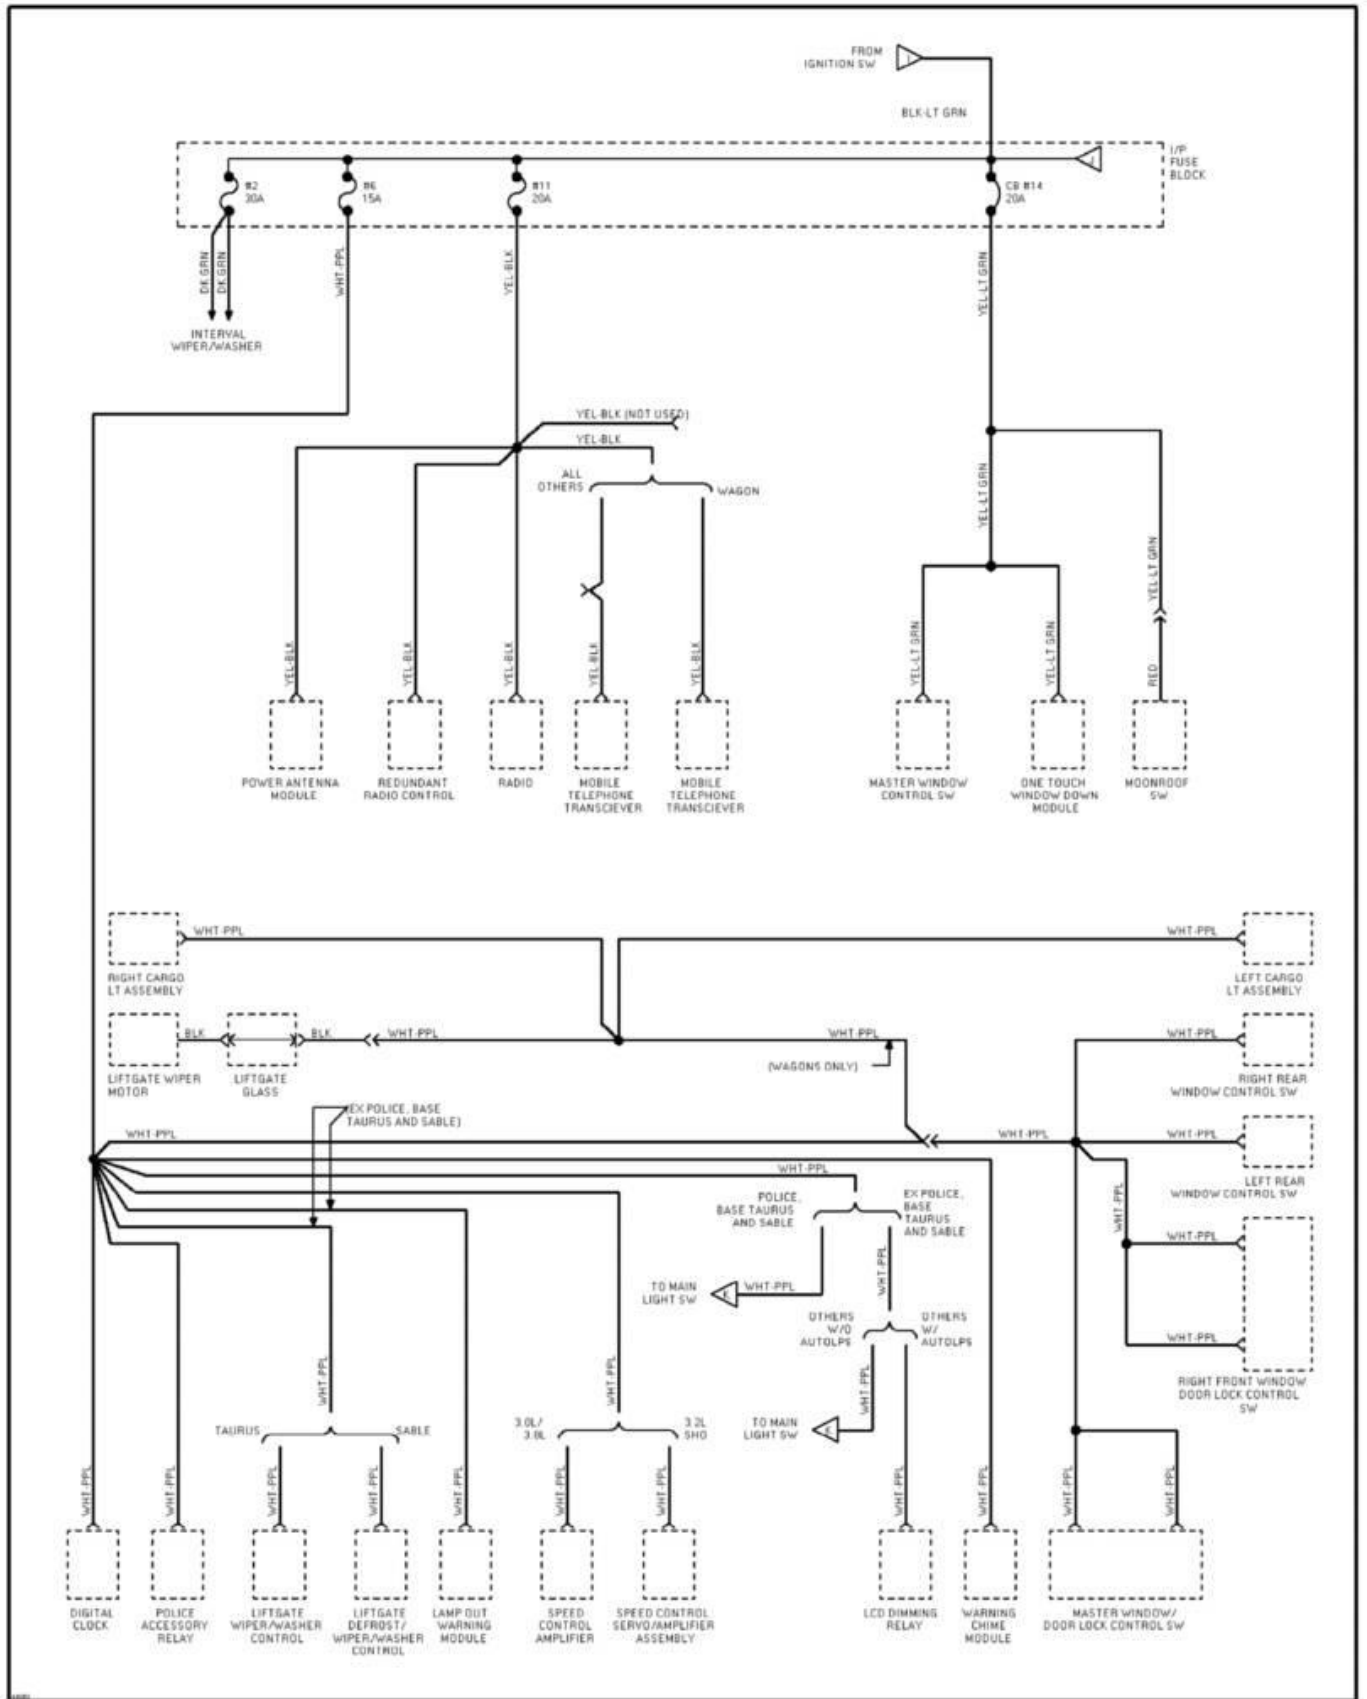 FROM
IGNITION SW
BLK-LT GRN
I/P
FUSE
BLOCK
#2
30A
#6
15A
#11
20A
CB #14
20A
DK GRN
DK GRN
WHT-PPL
YEL-BLK
YEL-LT GRN
INTERVAL
WIPER/WASHER
YEL-BLK (NOT USED)
YEL-BLK
ALL
OTHERS
WAGON
YEL-LT GRN
YEL-LT GRN
YEL-BLK
YEL-BLK
YEL-BLK
YEL-BLK
YEL-BLK
YEL-LT GRN
YEL-LT GRN
RED
POWER ANTENNA
MODULE
REDUNDANT
RADIO CONTROL
RADIO
MOBILE
TELEPHONE
TRANSCIEVER
MOBILE
TELEPHONE
TRANSCIEVER
MASTER WINDOW
CONTROL SW
ONE TOUCH
WINDOW DOWN
MODULE
MOONROOF
SW
WHT-PPL
WHT-PPL
RIGHT CARGO
LT ASSEMBLY
LEFT CARGO
LT ASSEMBLY
BLK
BLK
WHT-PPL
WHT-PPL
WHT-PPL
(WAGONS ONLY)
LIFTGATE WIPER
MOTOR
LIFTGATE
GLASS
RIGHT REAR
WINDOW CONTROL SW
(EX POLICE, BASE
TAURUS AND SABLE)
WHT-PPL
WHT-PPL
WHT-PPL
WHT-PPL
LEFT REAR
WINDOW CONTROL SW
POLICE,
BASE TAURUS
AND SABLE
EX POLICE,
BASE
TAURUS
AND SABLE
WHT-PPL
WHT-PPL
WHT-PPL
TO MAIN
LIGHT SW
K
WHT-PPL
OTHERS
W/O
AUTOLPS
OTHERS
W/
AUTOLPS
WHT-PPL
RIGHT FRONT WINDOW
DOOR LOCK CONTROL
SW
WHT-PPL
WHT-PPL
WHT-PPL
TAURUS
SABLE
3.0L/
3.8L
3.2L
SHO
TO MAIN
LIGHT SW
K
WHT-PPL
WHT-PPL
WHT-PPL
WHT-PPL
WHT-PPL
WHT-PPL
WHT-PPL
WHT-PPL
WHT-PPL
WHT-PPL
WHT-PPL
DIGITAL
CLOCK
POLICE
ACCESSORY
RELAY
LIFTGATE
WIPER/WASHER
CONTROL
LIFTGATE
DEFROST/
WIPER/WASHER
CONTROL
LAMP OUT
WARNING
MODULE
SPEED
CONTROL
AMPLIFIER
SPEED CONTROL
SERVO/AMPLIFIER
ASSEMBLY
LCD DIMMING
RELAY
WARNING
CHIME
MODULE
MASTER WINDOW/
DOOR LOCK CONTROL SW